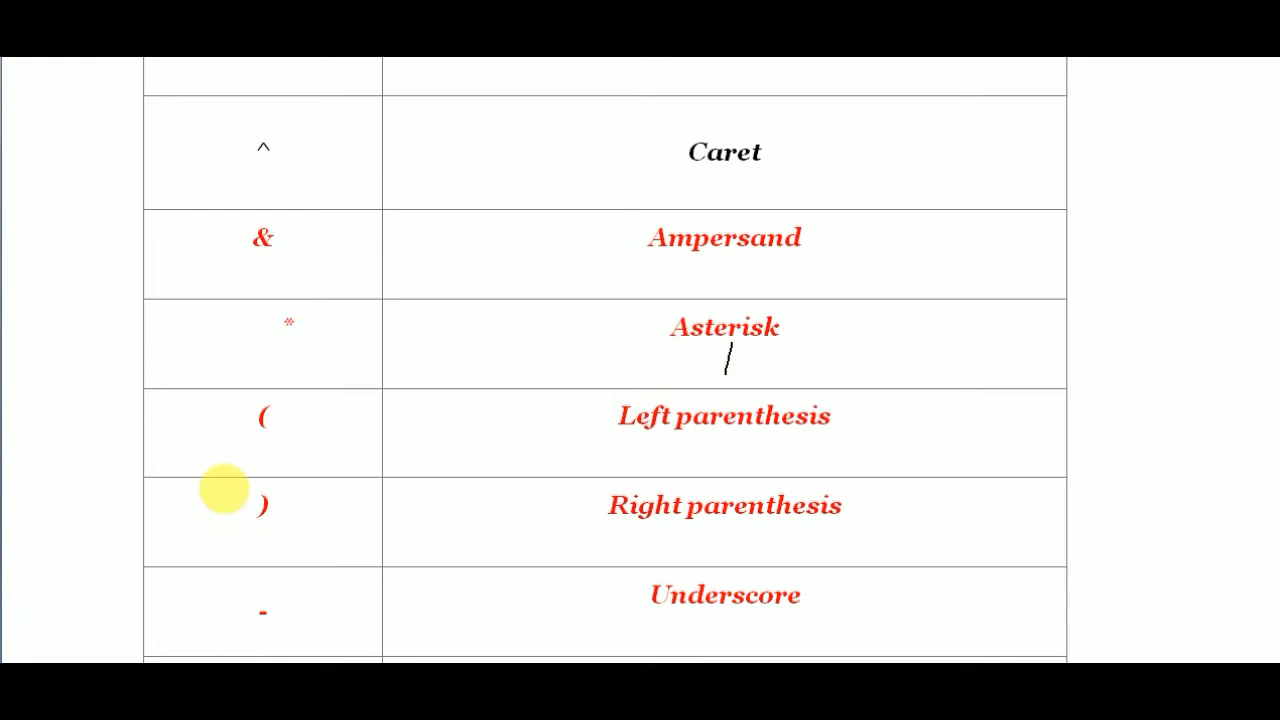 ^ Caret
& Ampersand
* Asterisk
( Left parenthesis
) Right parenthesis
- Underscore